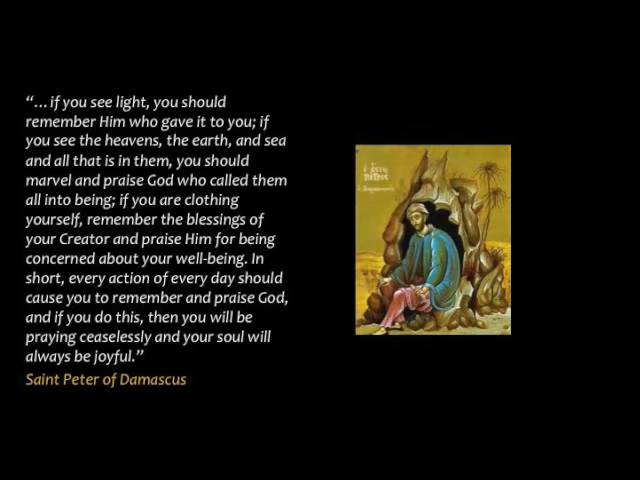 “…if you see light, you should
remember Him who gave it to you; if
you see the heavens, the earth, and sea
and all that is in them, you should
marvel and praise God who called them
all into being; if you are clothing
yourself, remember the blessings of
your Creator and praise Him for being
concerned about your well-being. In
short, every action of every day should
cause you to remember and praise God,
and if you do this, then you will be
praying ceaselessly and your soul will
always be joyful.”
Saint Peter of Damascus